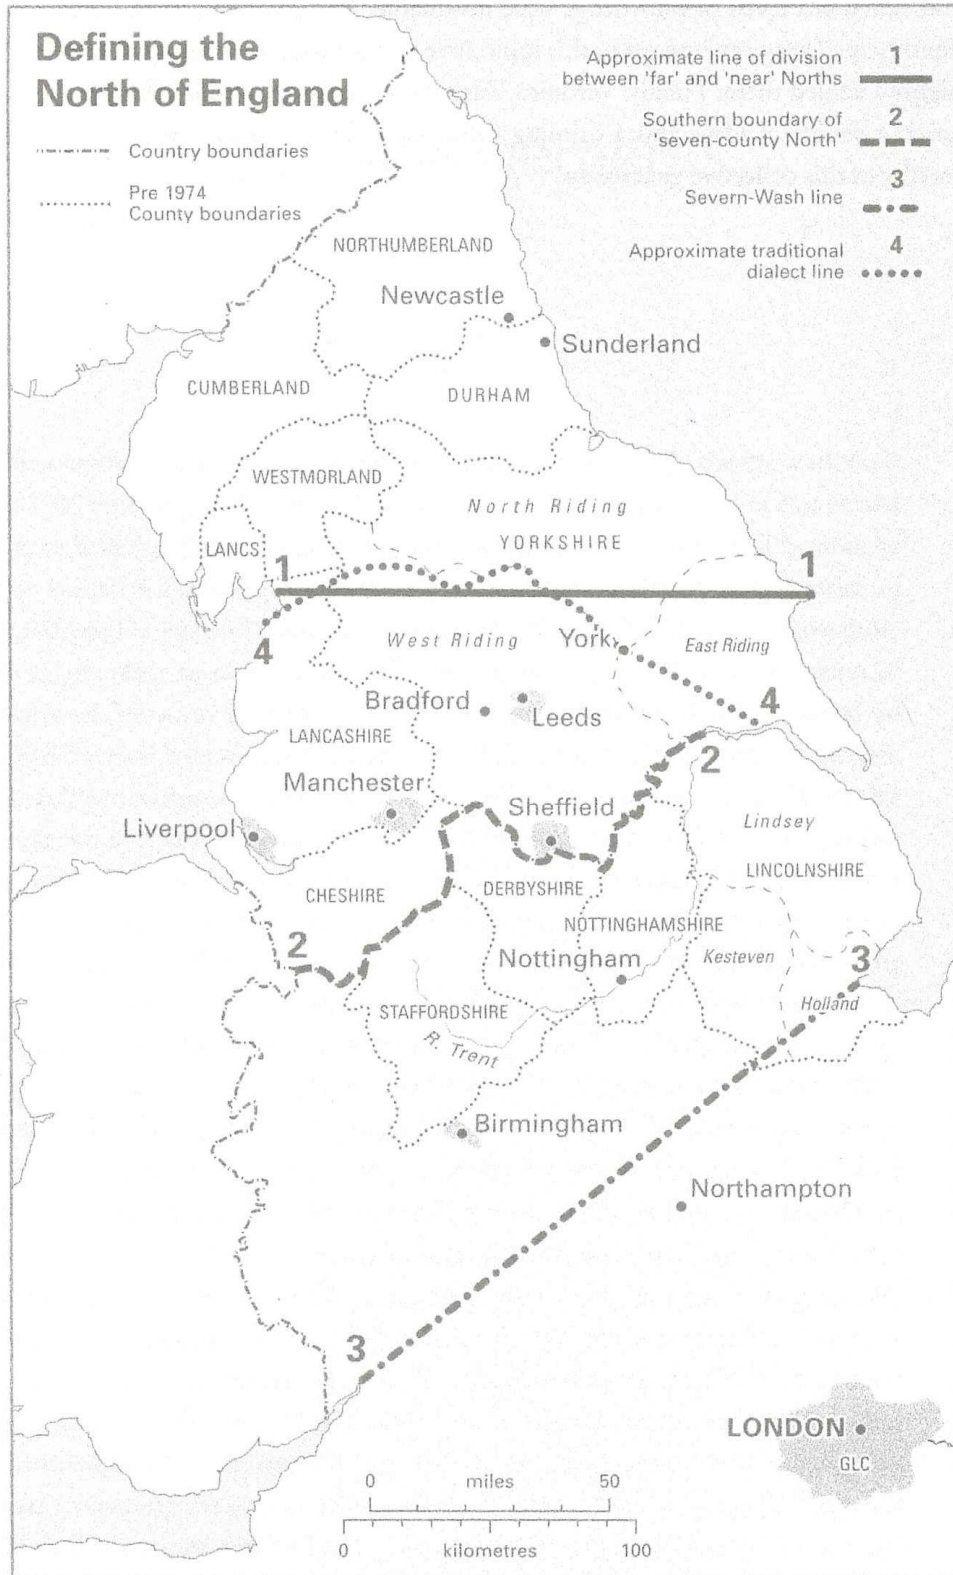 Defining the
North of England
Country boundaries
Pre 1974
County boundaries
Approximate line of division
between 'far' and 'near' Norths
1
Southern boundary of
'seven-county North'
2
Severn-Wash line
3
Approximate traditional
dialect line
4
NORTHUMBERLAND
Newcastle
Sunderland
CUMBERLAND
DURHAM
WESTMORLAND
North Riding
YORKSHIRE
LANCS
1
1
West Riding
York
East Riding
4
4
Bradford
Leeds
LANCASHIRE
2
Manchester
Sheffield
Liverpool
Lindsey
LINCOLNSHIRE
CHESHIRE
DERBYSHIRE
NOTTINGHAMSHIRE
2
Nottingham
Kesteven
3
Holland
STAFFORDSHIRE
R. Trent
Birmingham
Northampton
3
LONDON
GLC
0 miles 50
0 kilometres 100